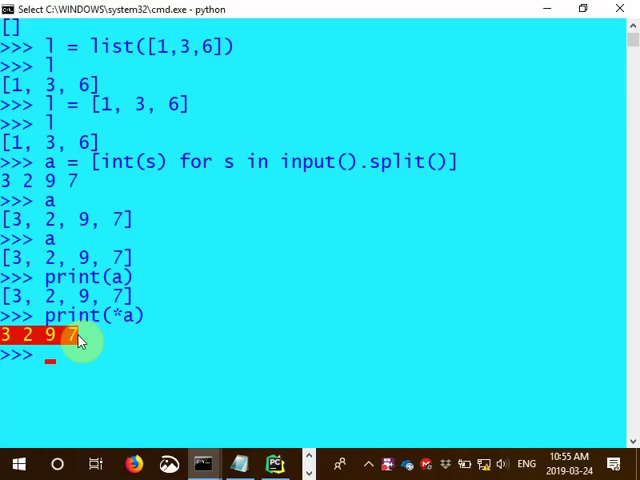 Select C:\WINDOWS\system32\cmd.exe - python
[]
>>> l = list([1,3,6])
>>> l
[1, 3, 6]
>>> l = [1, 3, 6]
>>> l
[1, 3, 6]
>>> a = [int(s) for s in input().split()]
3 2 9 7
>>> a
[3, 2, 9, 7]
>>> a
[3, 2, 9, 7]
>>> print(a)
[3, 2, 9, 7]
>>> print(*a)
3 2 9 7
>>>
ENG
10:55 AM
2019-03-24